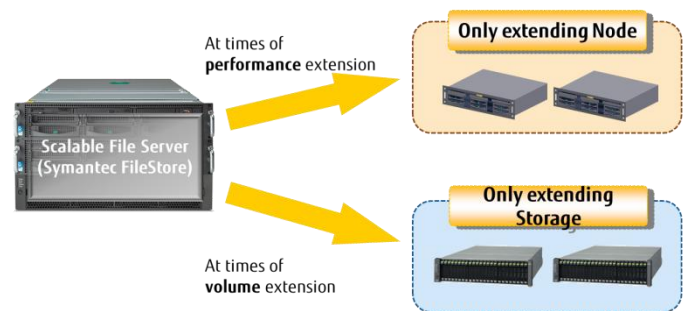 Only extending Node
At times of
performance extension
Scalable File Server
(Symantec FileStore)
Only extending
Storage
At times of
volume extension